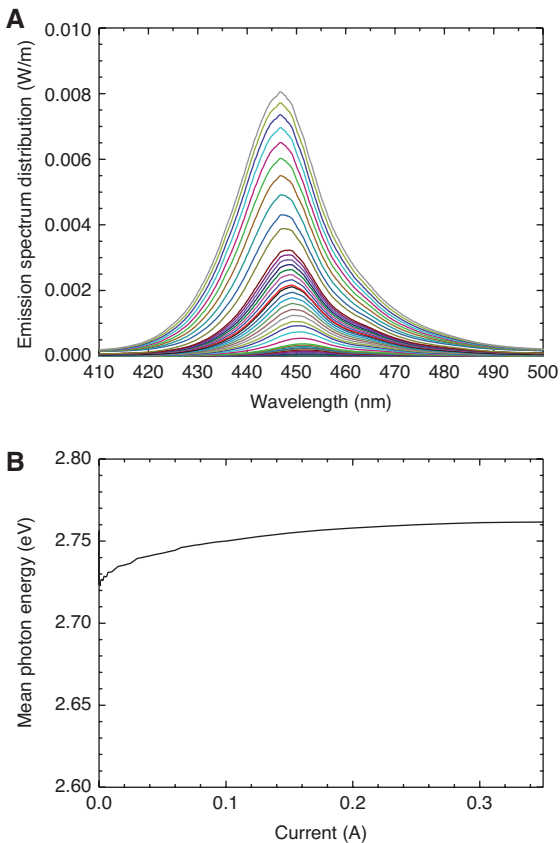 A
Emission spectrum distribution (W/m)
0.010
0.008
0.006
0.004
0.002
0.000
410 420 430 440 450 460 470 480 490 500
Wavelength (nm)
B
Mean photon energy (eV)
2.80
2.75
2.70
2.65
2.60
0.0 0.1 0.2 0.3
Current (A)